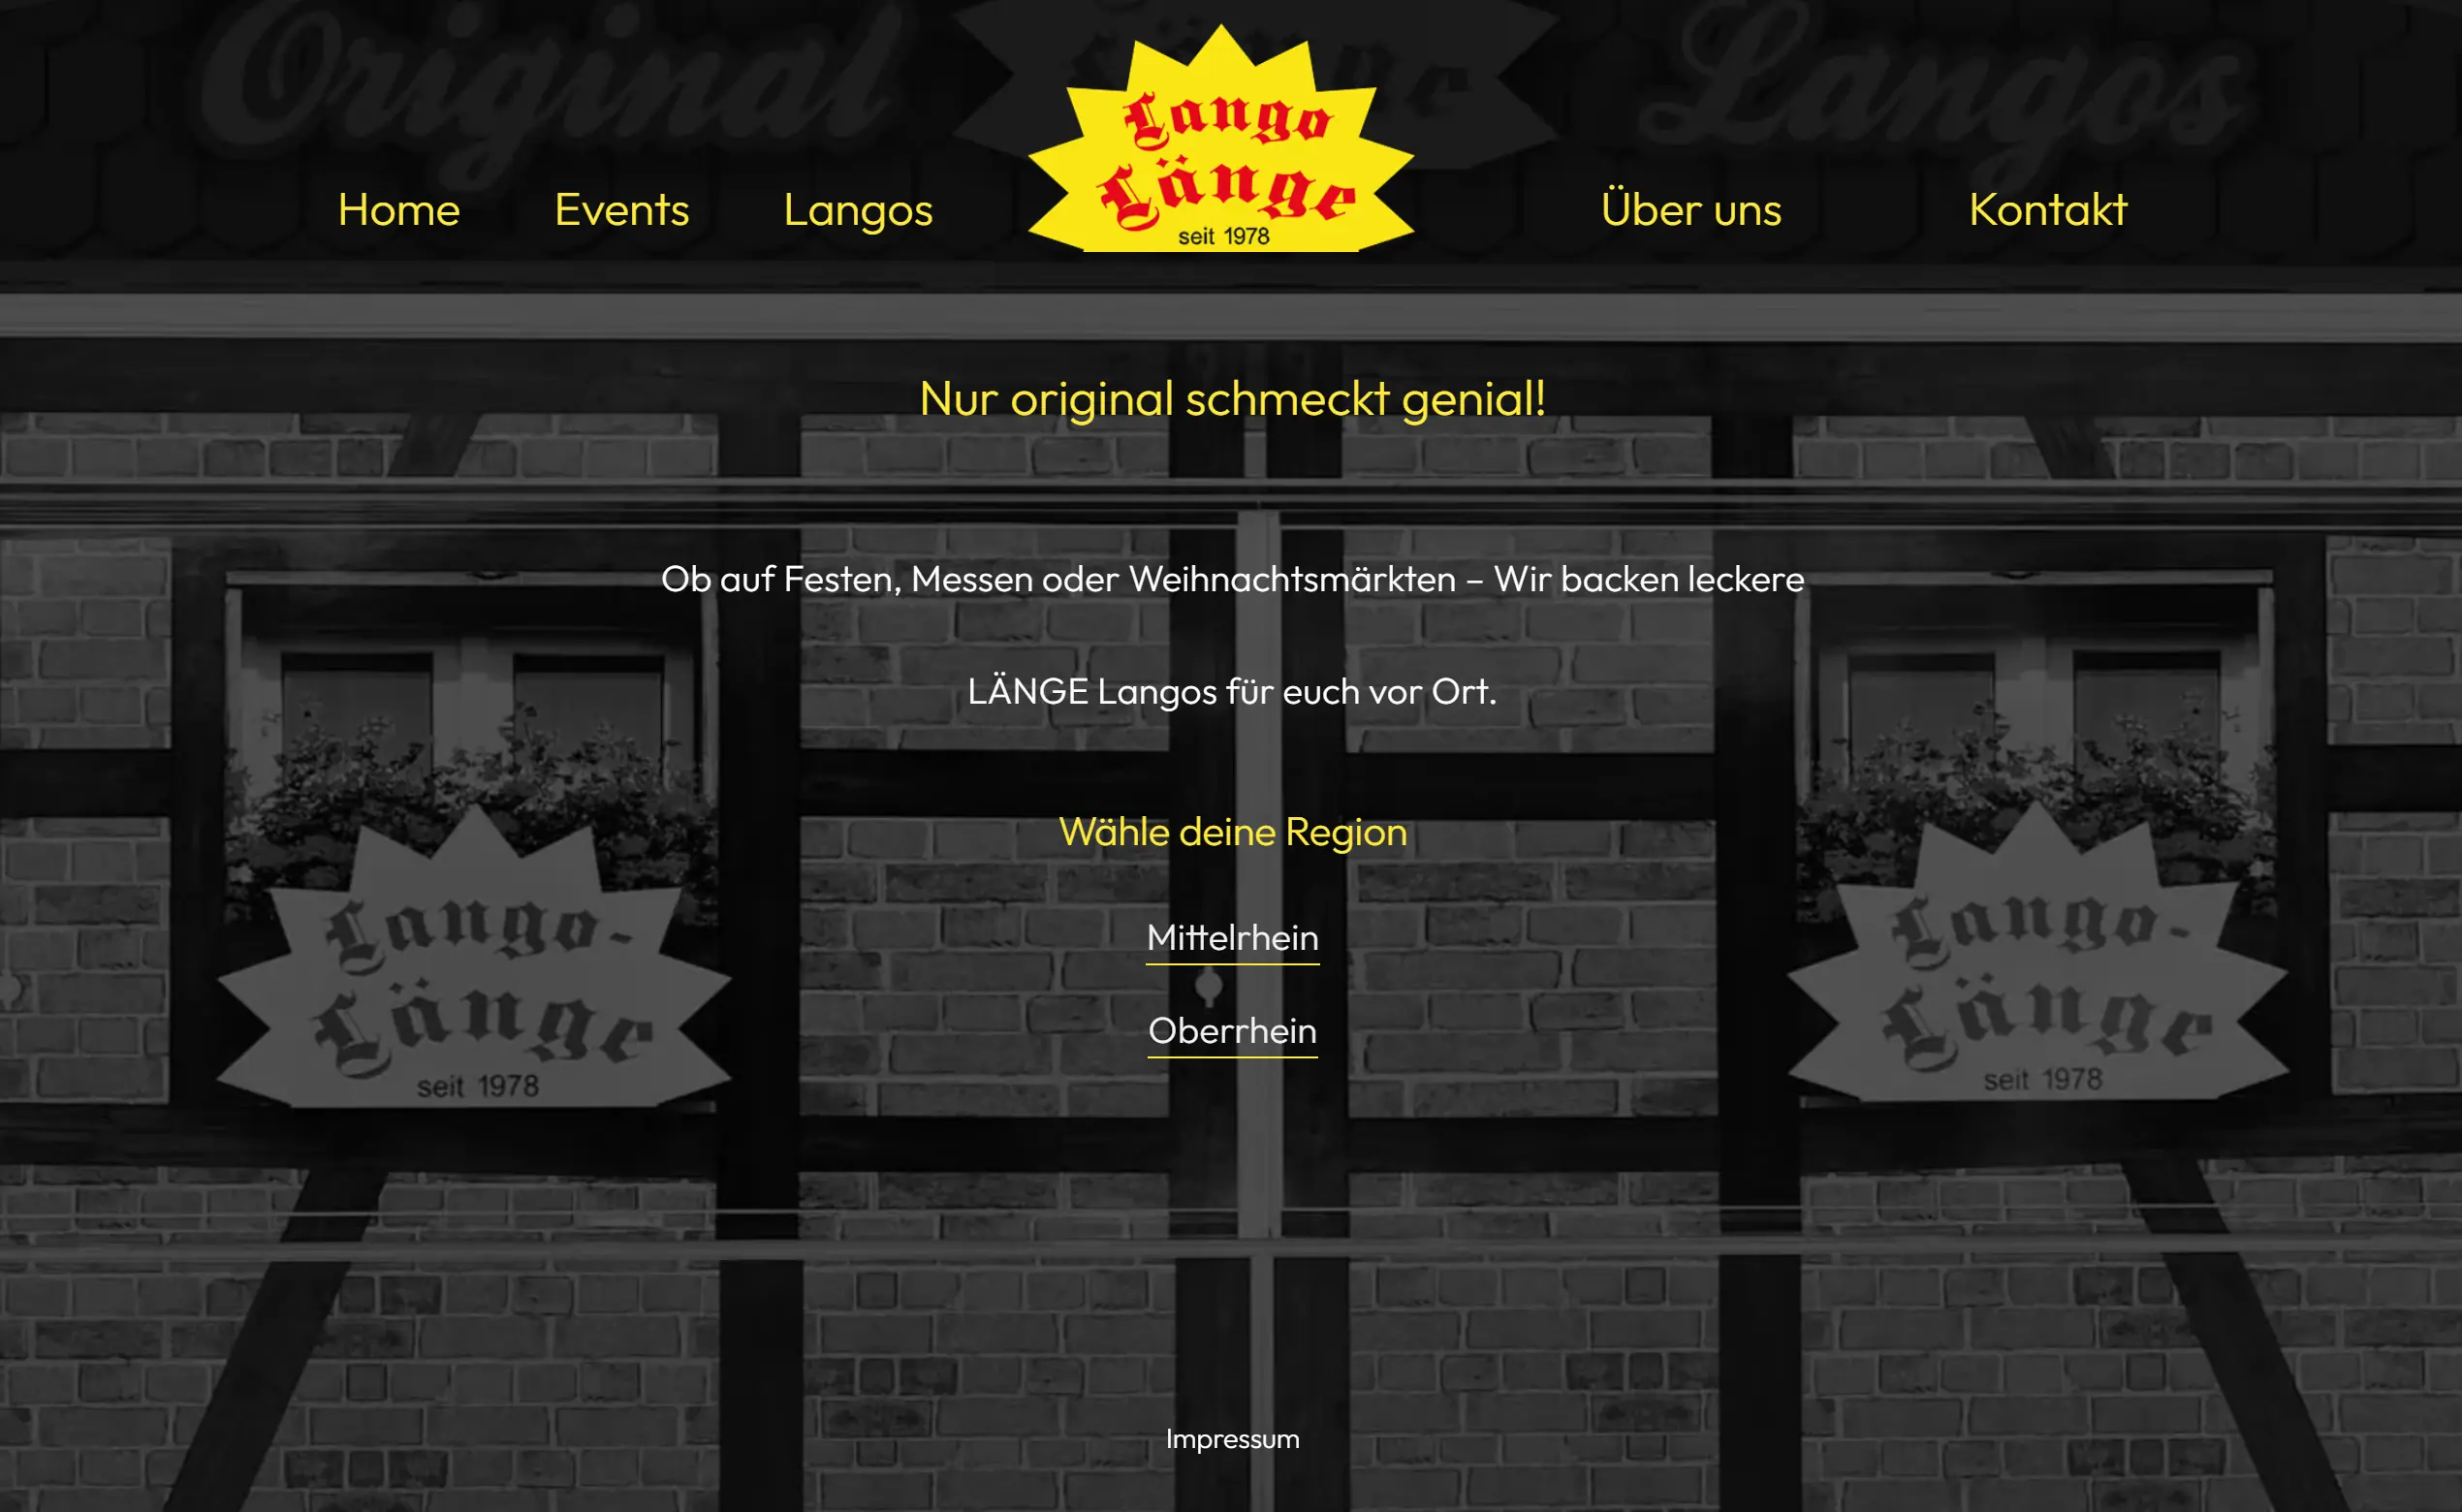 Original Langos
Lango
Länge
seit 1978
Home Events Langos Über uns Kontakt
Nur original schmeckt genial!
Ob auf Festen, Messen oder Weihnachtsmärkten – Wir backen leckere
LÄNGE Langos für euch vor Ort.
Wähle deine Region
Mittelrhein
Oberrhein
Lango-
Länge
seit 1978
Lango-
Länge
seit 1978
Impressum